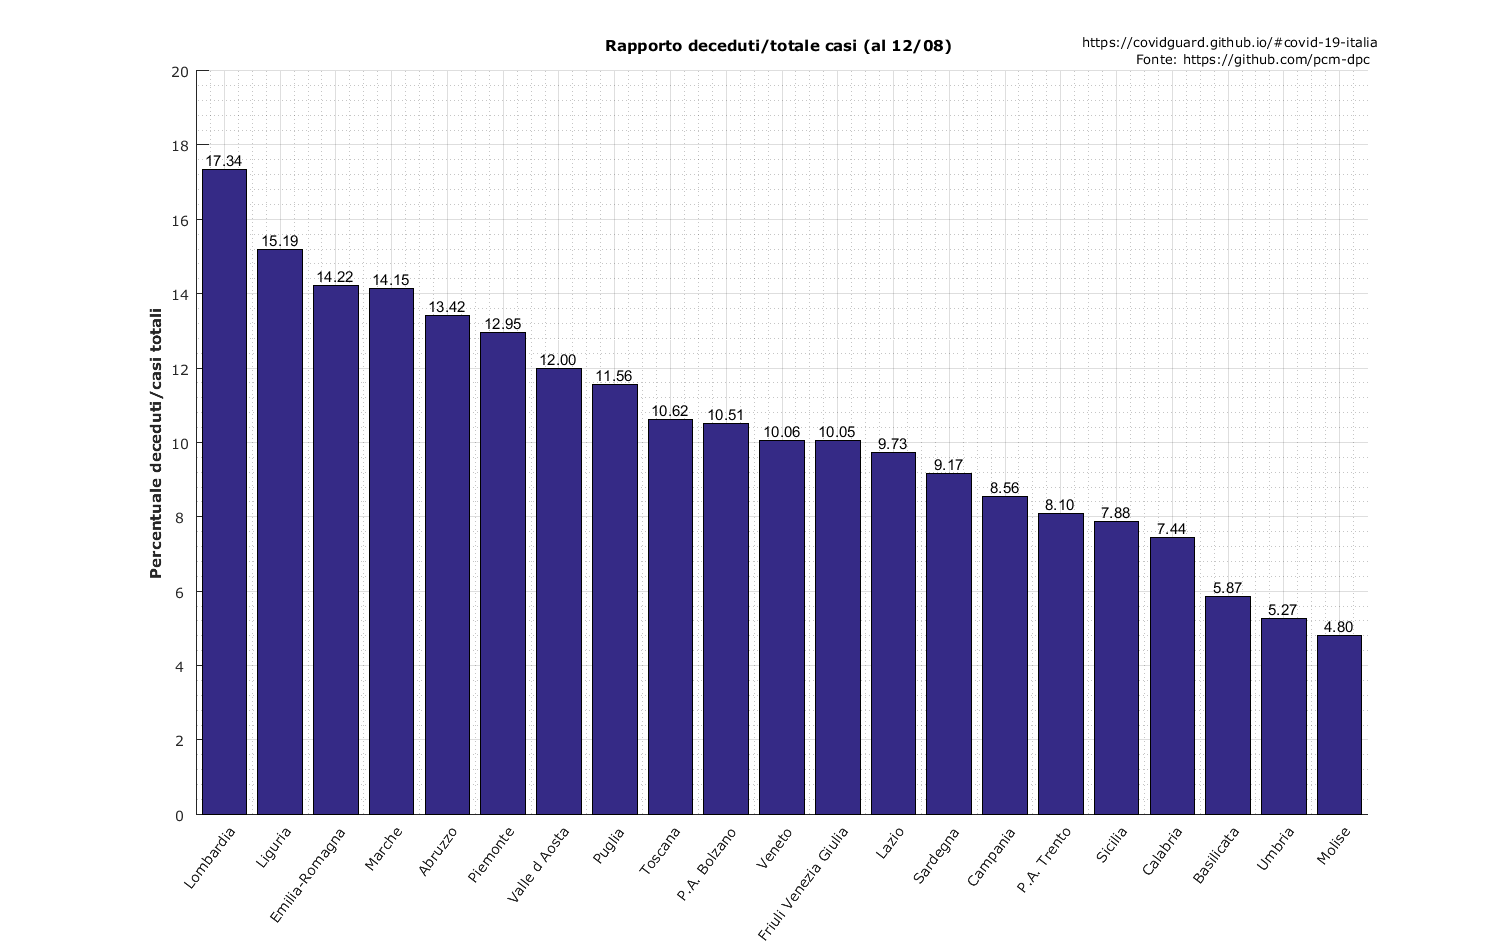 Rapporto deceduti/totale casi (al 12/08)
https://covidguard.github.io/#covid-19-italia
Fonte: https://github.com/pcm-dpc
Percentuale deceduti/casi totali
20
18
16
14
12
10
8
6
4
2
0
17.34
15.19
14.22
14.15
13.42
12.95
12.00
11.56
10.62
10.51
10.06
10.05
9.73
9.17
8.56
8.10
7.88
7.44
5.87
5.27
4.80
Lombardia
Liguria
Emilia-Romagna
Marche
Abruzzo
Piemonte
Valle d Aosta
Puglia
Toscana
P.A. Bolzano
Veneto
Friuli Venezia Giulia
Lazio
Sardegna
Campania
P.A. Trento
Sicilia
Calabria
Basilicata
Umbria
Molise